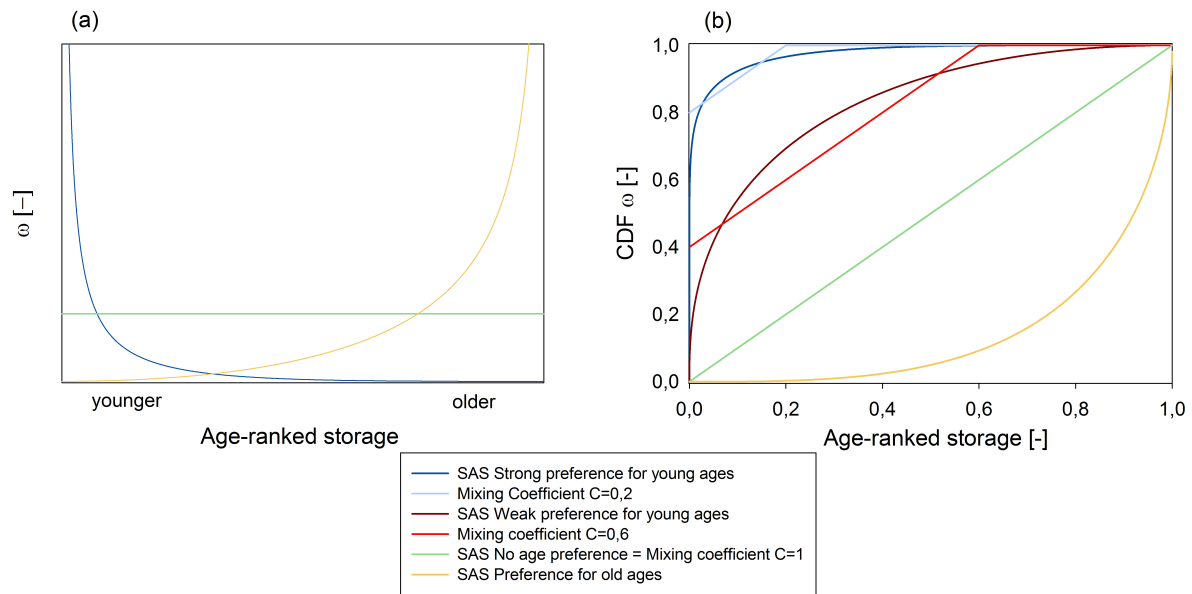 (a)
ω [–]
younger
older
Age-ranked storage
(b)
CDF ω [-]
1,0
0,8
0,6
0,4
0,2
0,0
0,0
0,2
0,4
0,6
0,8
1,0
Age-ranked storage [-]
SAS Strong preference for young ages
Mixing Coefficient C=0,2
SAS Weak preference for young ages
Mixing coefficient C=0,6
SAS No age preference = Mixing coefficient C=1
SAS Preference for old ages